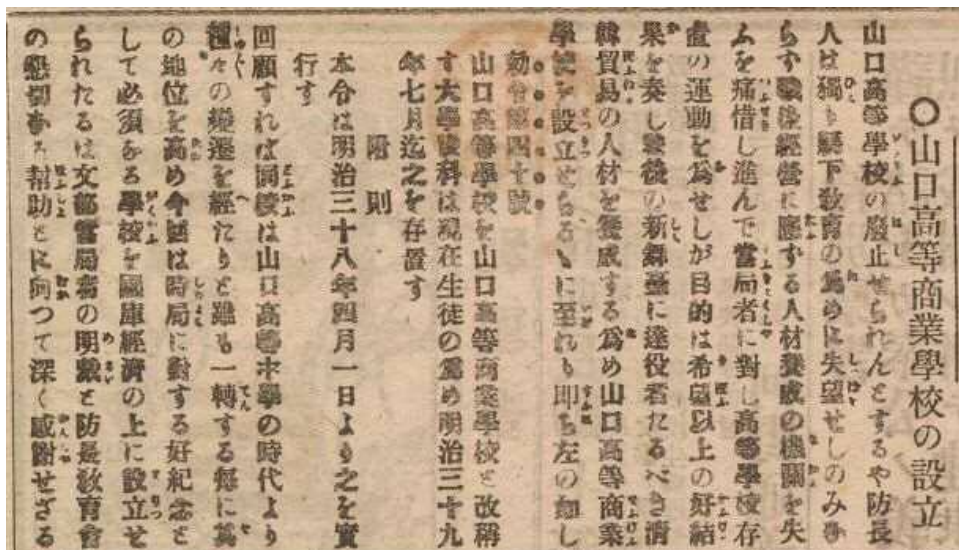 〇山口高等商業學校の設立
山口高等學校の廢止せられんとするや防長
人は獨り縣下敎育の爲めに失望せしのみな
らず戰後經營に應ずる人材養成の機關を失
ふを痛惜し進んで當局者に對し高等學校存
置の運動を爲せしが目的は希望以上の好結
果を奏し戰後の新舞臺に達役者たるべき淸
韓貿易の人材を養成する爲め山口高等商業
學校を設立せらるゝに至れり即ち左の如し
勅令第四十號
山口高等學校を山口高等商業學校と改稱
す大學豫科は現在生徒の爲め明治三十九
年七月迄之を存置す
附則
本令は明治三十八年四月一日より之を實
行す
回顧すれば同校は山口高等中學の時代より
種々の變遷を經たりと雖も一轉する每に其
の地位を高め今回は時局に對する好紀念と
して必須なる學校を國庫經濟の上に設立せ
られたるは文部當局者の明鑑と防長敎育會
の懇切なる幇助とに向つて深く感謝せざる